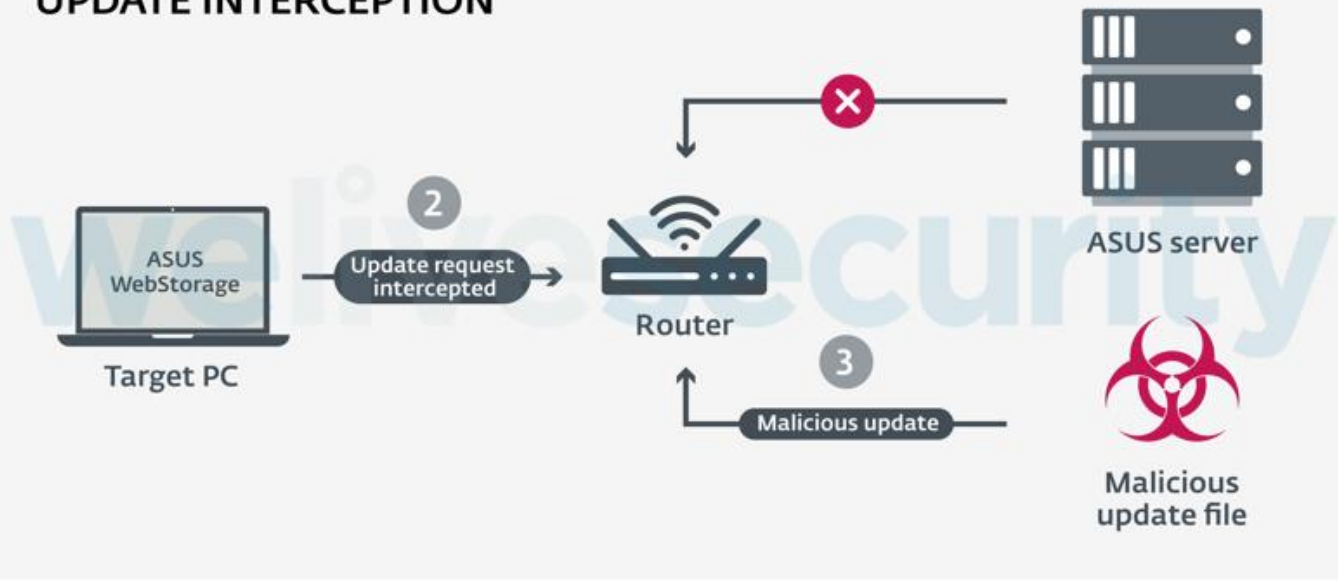 UPDATE INTERCEPTION
ASUS
WebStorage
Target PC
2
Update request
intercepted
Router
ASUS server
3
Malicious update
Malicious
update file
welivesecurity